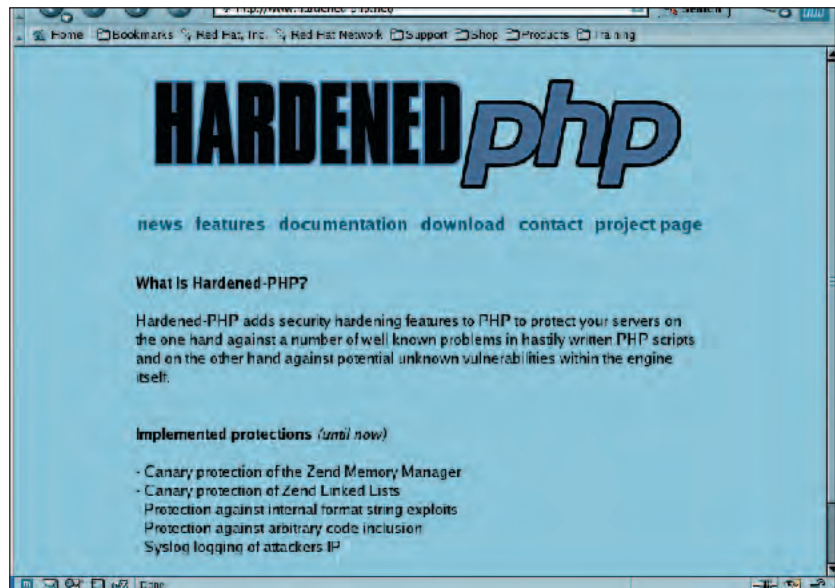 Search
Home Bookmarks Red Hat, Inc. Red Hat Network Support Shop Products Training
HARDENED php
news features documentation download contact project page
What is Hardened-PHP?
Hardened-PHP adds security hardening features to PHP to protect your servers on
the one hand against a number of well known problems in hastily written PHP scripts
and on the other hand against potential unknown vulnerabilities within the engine
itself.
Implemented protections (until now)
- Canary protection of the Zend Memory Manager
- Canary protection of Zend Linked Lists
Protection against internal format string exploits
Protection against arbitrary code inclusion
Syslog logging of attackers IP
Done